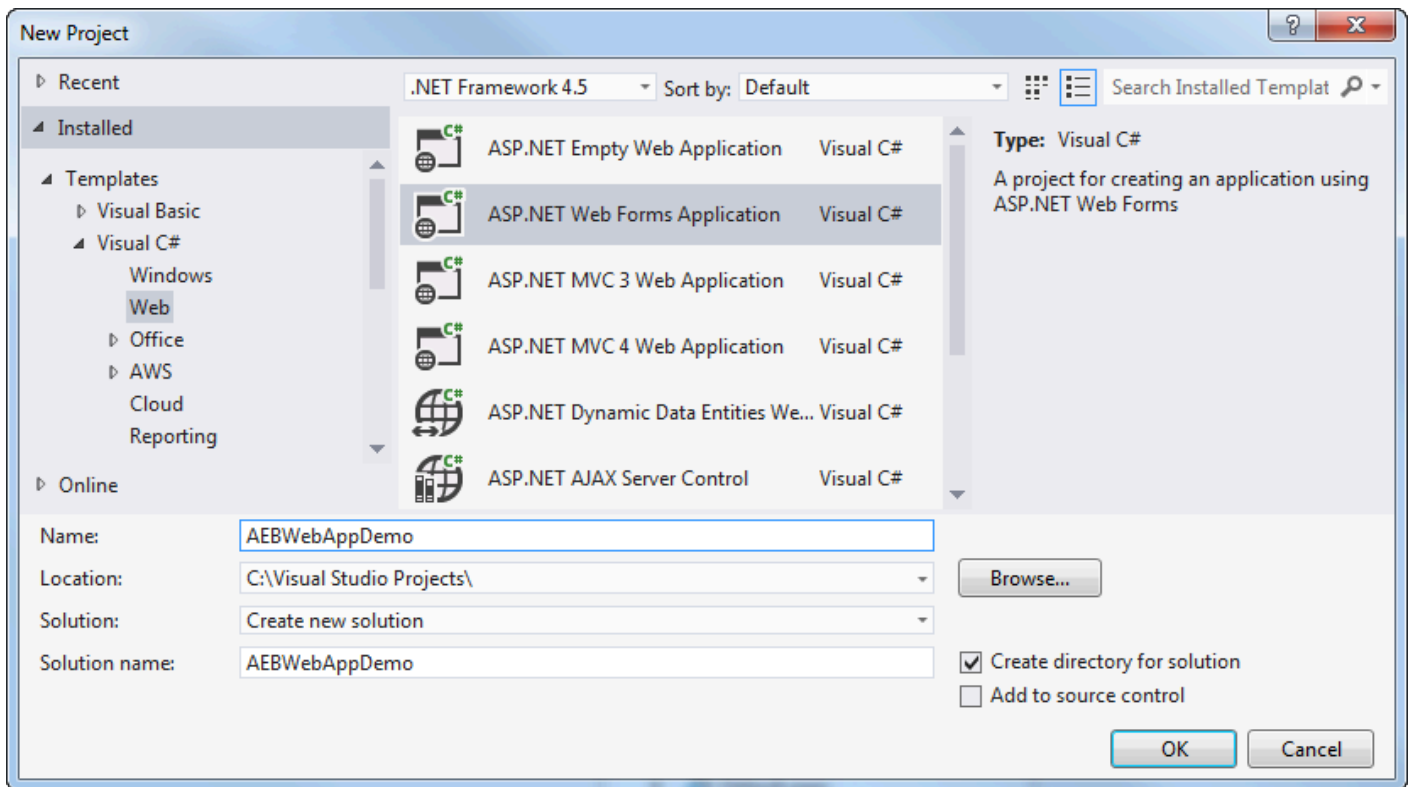 New Project
Recent
.NET Framework 4.5 Sort by: Default Search Installed Templat
Installed
Templates
Visual Basic
Visual C#
Windows
Web
Office
AWS
Cloud
Reporting
Online
C# ASP.NET Empty Web Application Visual C#
C# ASP.NET Web Forms Application Visual C#
C# ASP.NET MVC 3 Web Application Visual C#
C# ASP.NET MVC 4 Web Application Visual C#
C# ASP.NET Dynamic Data Entities We... Visual C#
C# ASP.NET AJAX Server Control Visual C#
Type: Visual C#
A project for creating an application using
ASP.NET Web Forms
Name: AEBWebAppDemo
Location: C:\Visual Studio Projects\ Browse...
Solution: Create new solution
Solution name: AEBWebAppDemo
Create directory for solution
Add to source control
OK Cancel